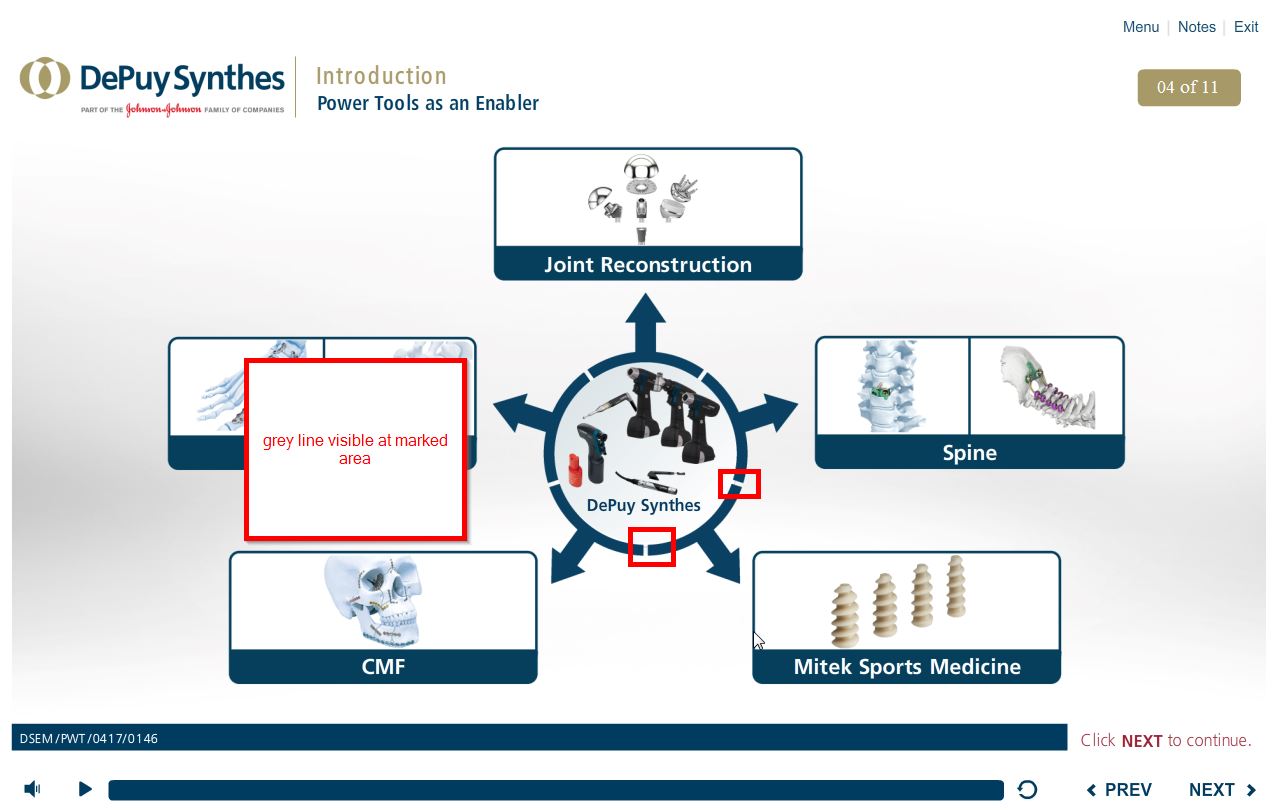 Menu | Notes | Exit
DePuy Synthes
PART OF THE Johnson & Johnson FAMILY OF COMPANIES
Introduction
Power Tools as an Enabler
04 of 11
Joint Reconstruction
grey line visible at marked
area
Spine
DePuy Synthes
CMF
Mitek Sports Medicine
DSEM/PWT/0417/0146
Click NEXT to continue.
PREV
NEXT